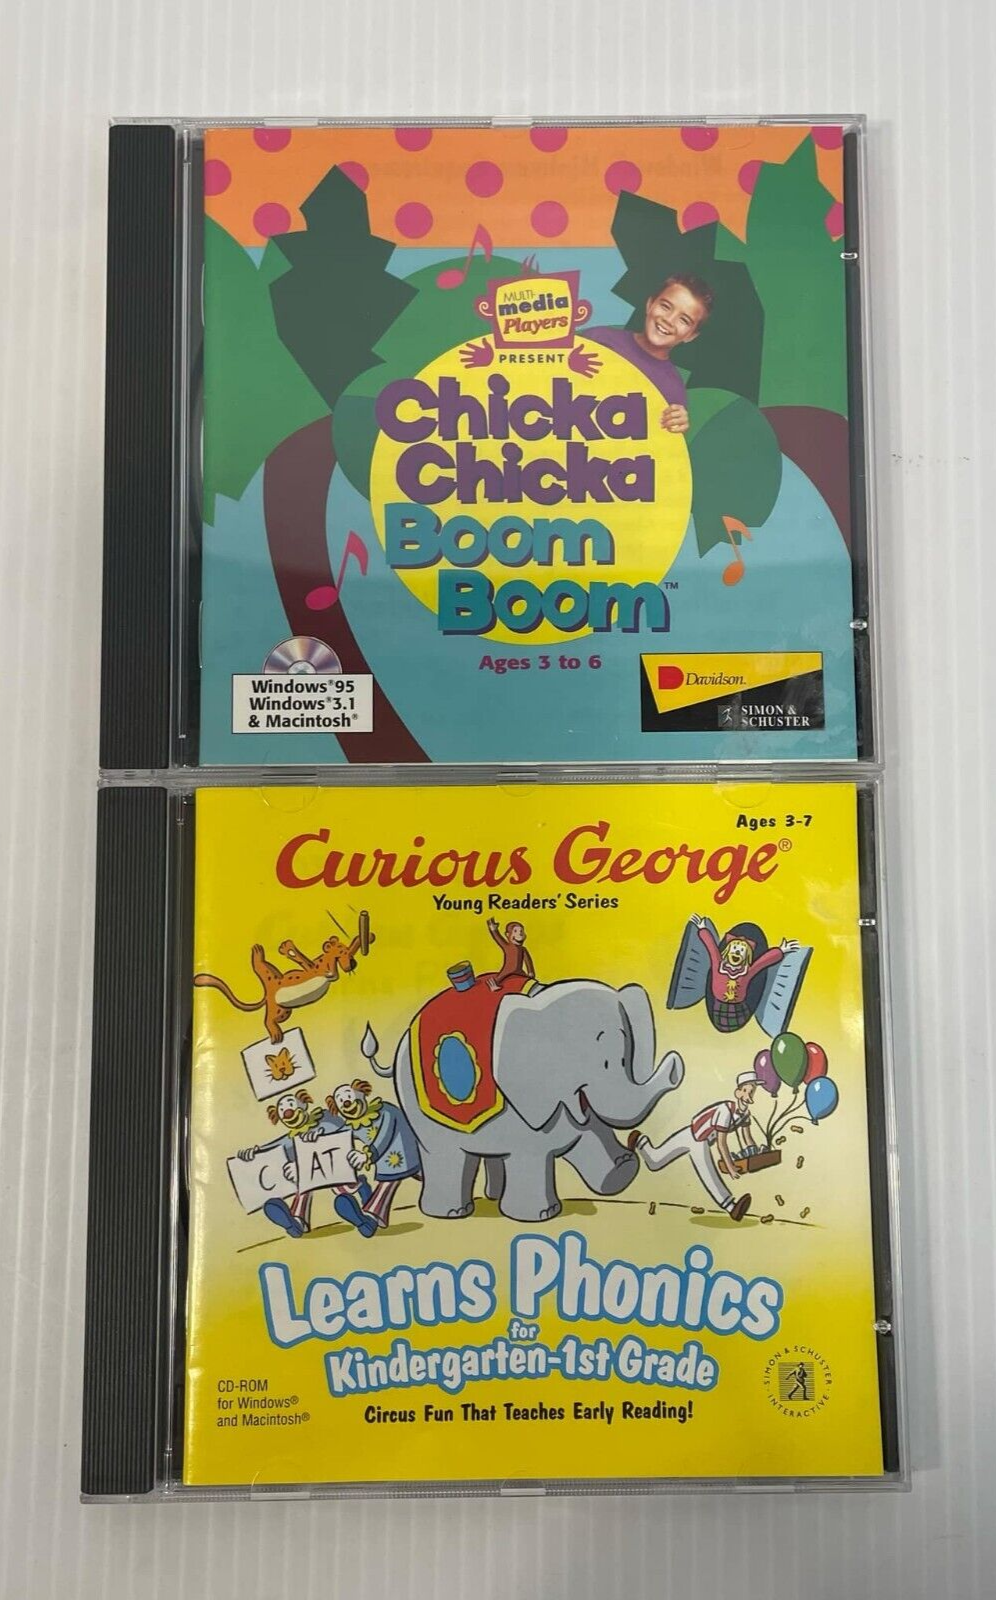 MULTI-
media
Players
PRESENT
Chicka
Chicka
Boom
Boom™
Ages 3 to 6
Windows®95
Windows®3.1
& Macintosh®
Davidson.
SIMON &
SCHUSTER
Ages 3-7
Curious George®
Young Readers' Series
C AT
Learns Phonics
for
Kindergarten-1st Grade
CD-ROM
for Windows®
and Macintosh®
Circus Fun That Teaches Early Reading!
SIMON & SCHUSTER
INTERACTIVE